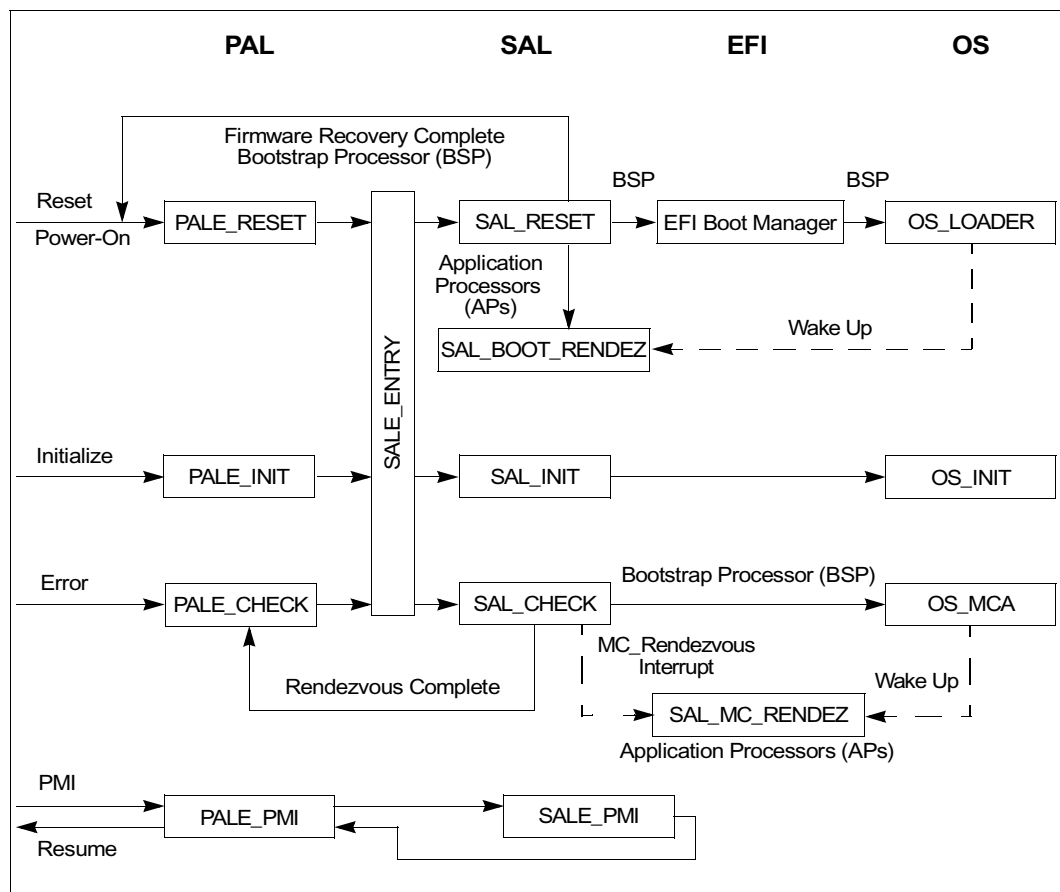 PAL
SAL
EFI
OS
Firmware Recovery Complete
Bootstrap Processor (BSP)
Reset
Power-On
PALE_RESET
SALE_ENTRY
SAL_RESET
BSP
EFI Boot Manager
BSP
OS_LOADER
Application
Processors
(APs)
SAL_BOOT_RENDEZ
Wake Up
Initialize
PALE_INIT
SAL_INIT
OS_INIT
Error
PALE_CHECK
SAL_CHECK
Bootstrap Processor (BSP)
OS_MCA
MC_Rendezvous
Interrupt
Rendezvous Complete
Wake Up
SAL_MC_RENDEZ
Application Processors (APs)
PMI
Resume
PALE_PMI
SALE_PMI